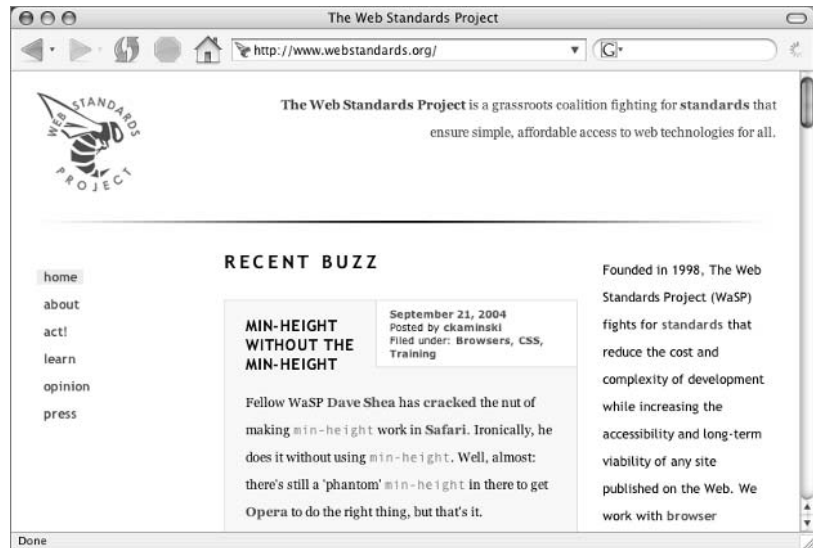 The Web Standards Project
http://www.webstandards.org/
G
WEB STANDARDS
PROJECT
The Web Standards Project is a grassroots coalition fighting for standards that
ensure simple, affordable access to web technologies for all.
home
about
act!
learn
opinion
press
RECENT BUZZ
MIN-HEIGHT
WITHOUT THE
MIN-HEIGHT
September 21, 2004
Posted by ckaminski
Filed under: Browsers, CSS,
Training
Fellow WaSP Dave Shea has cracked the nut of
making min-height work in Safari. Ironically, he
does it without using min-height. Well, almost:
there's still a 'phantom' min-height in there to get
Opera to do the right thing, but that's it.
Founded in 1998, The Web
Standards Project (WaSP)
fights for standards that
reduce the cost and
complexity of development
while increasing the
accessibility and long-term
viability of any site
published on the Web. We
work with browser
Done